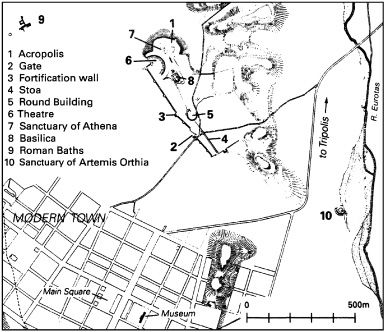 9
1 Acropolis
2 Gate
3 Fortification wall
4 Stoa
5 Round Building
6 Theatre
7 Sanctuary of Athena
8 Basilica
9 Roman Baths
10 Sanctuary of Artemis Orthia
1
7
6
8
3
5
4
2
to Tripolis
R. Eurotas
10
MODERN TOWN
Main Square
Museum
0
500m